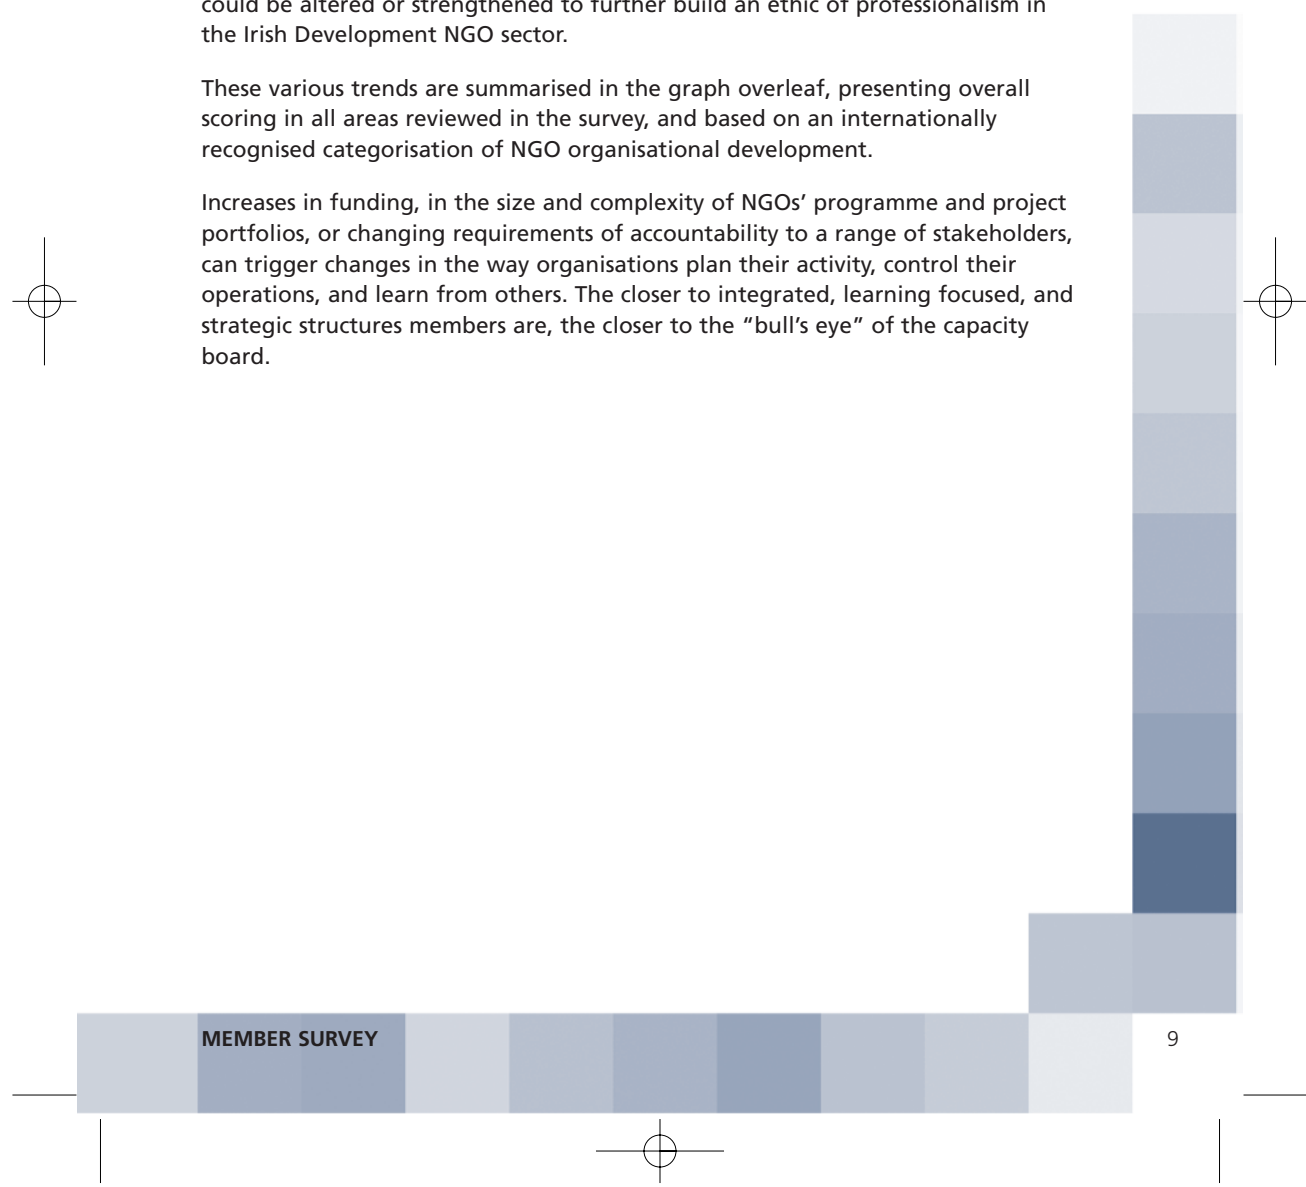 could be altered or strengthened to further build an ethic of professionalism in
the Irish Development NGO sector.
These various trends are summarised in the graph overleaf, presenting overall
scoring in all areas reviewed in the survey, and based on an internationally
recognised categorisation of NGO organisational development.
Increases in funding, in the size and complexity of NGOs’ programme and project
portfolios, or changing requirements of accountability to a range of stakeholders,
can trigger changes in the way organisations plan their activity, control their
operations, and learn from others. The closer to integrated, learning focused, and
strategic structures members are, the closer to the “bull’s eye” of the capacity
board.
MEMBER SURVEY
9